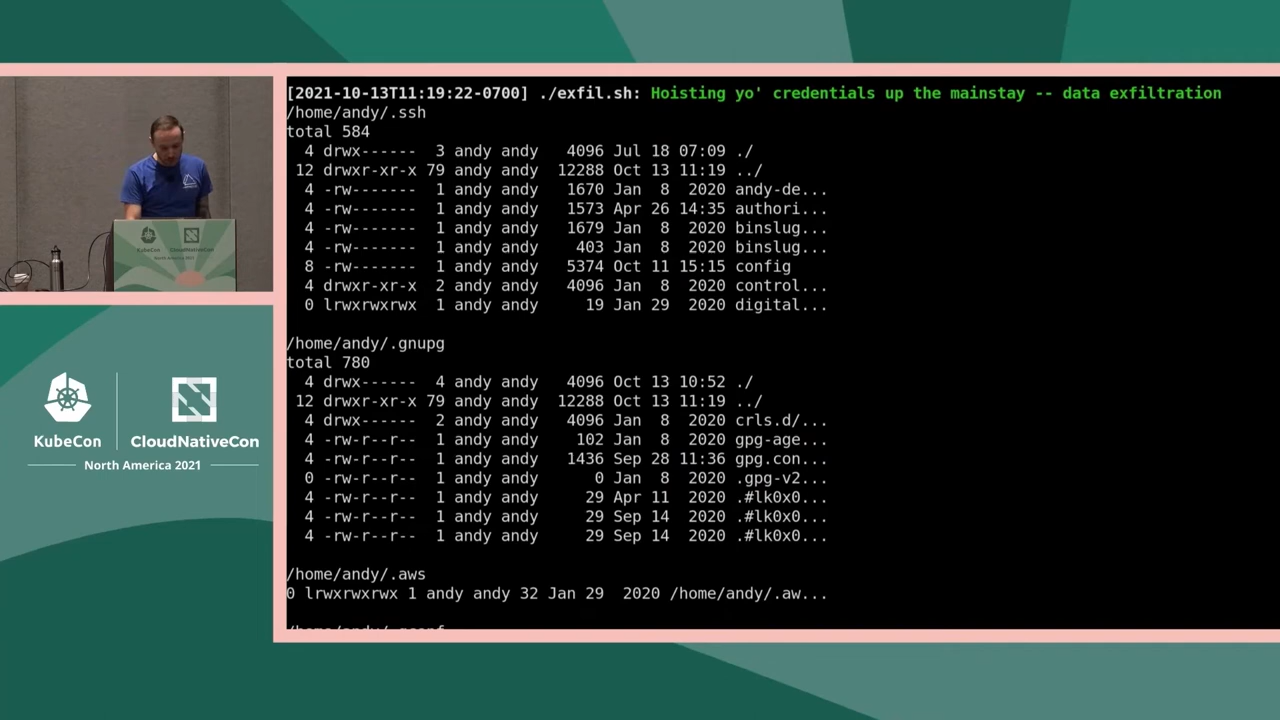 [2021-10-13T11:19:22-0700] ./exfil.sh: Hoisting yo' credentials up the mainstay -- data exfiltration
/home/andy/.ssh
total 584
4 drwx------ 3 andy andy 4096 Jul 18 07:09 ./
12 drwxr-xr-x 79 andy andy 12288 Oct 13 11:19 ../
4 -rw------- 1 andy andy 1670 Jan 8 2020 andy-de...
4 -rw------- 1 andy andy 1573 Apr 26 14:35 authori...
4 -rw------- 1 andy andy 1679 Jan 8 2020 binslug...
4 -rw------- 1 andy andy 403 Jan 8 2020 binslug...
8 -rw------- 1 andy andy 5374 Oct 11 15:15 config
4 drwxr-xr-x 2 andy andy 4096 Jan 8 2020 control...
0 lrwxrwxrwx 1 andy andy 19 Jan 29 2020 digital...
/home/andy/.gnupg
total 780
4 drwx------ 4 andy andy 4096 Oct 13 10:52 ./
12 drwxr-xr-x 79 andy andy 12288 Oct 13 11:19 ../
4 drwx------ 2 andy andy 4096 Jan 8 2020 crls.d/...
4 -rw-r--r-- 1 andy andy 102 Jan 8 2020 gpg-age...
4 -rw-r--r-- 1 andy andy 1436 Sep 28 11:36 gpg.con...
0 -rw-r--r-- 1 andy andy 0 Jan 8 2020 .gpg-v2...
4 -rw-r--r-- 1 andy andy 29 Apr 11 2020 .#lk0x0...
4 -rw-r--r-- 1 andy andy 29 Sep 14 2020 .#lk0x0...
4 -rw-r--r-- 1 andy andy 29 Sep 14 2020 .#lk0x0...
/home/andy/.aws
0 lrwxrwxrwx 1 andy andy 32 Jan 29 2020 /home/andy/.aw...
KubeCon CloudNativeCon
North America 2021
KubeCon CloudNativeCon
North America 2021